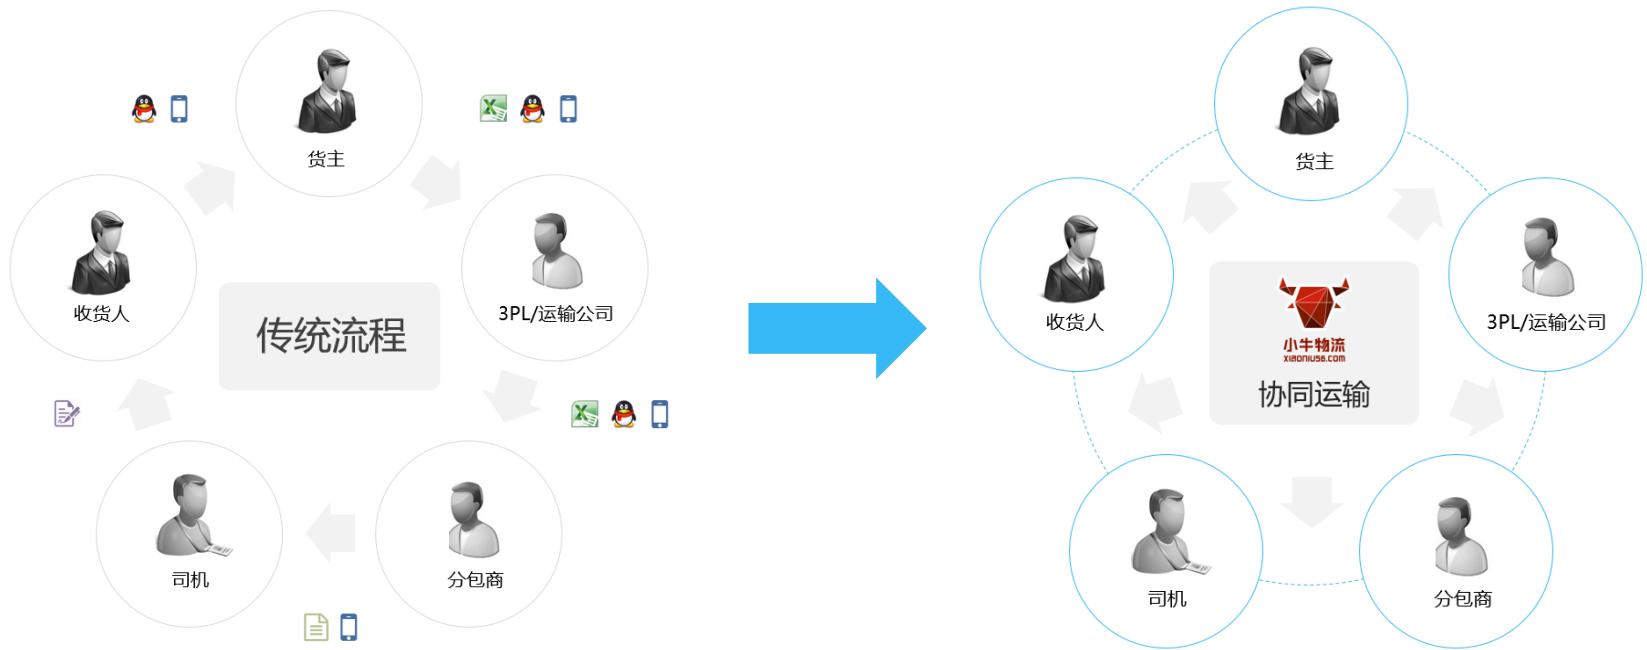 货主
收货人
3PL/运输公司
传统流程
司机
分包商
货主
收货人
3PL/运输公司
小牛物流
XIAONIU56.COM
协同运输
司机
分包商